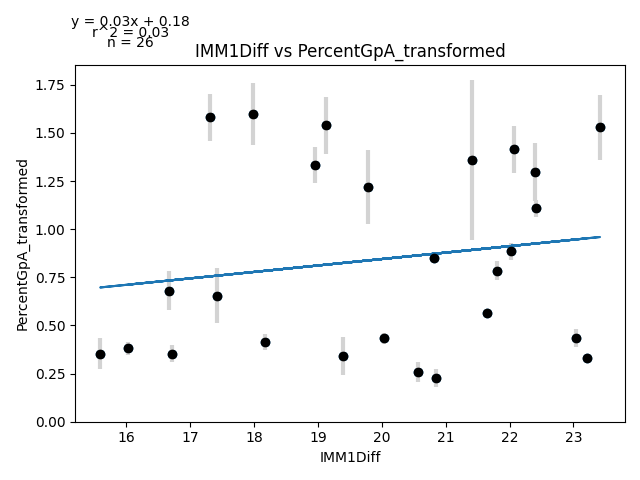 y = 0.03x + 0.18
r^2 = 0.03
n = 26
IMM1Diff vs PercentGpA_transformed
PercentGpA_transformed
1.75
1.50
1.25
1.00
0.75
0.50
0.25
0.00
16 17 18 19 20 21 22 23
IMM1Diff